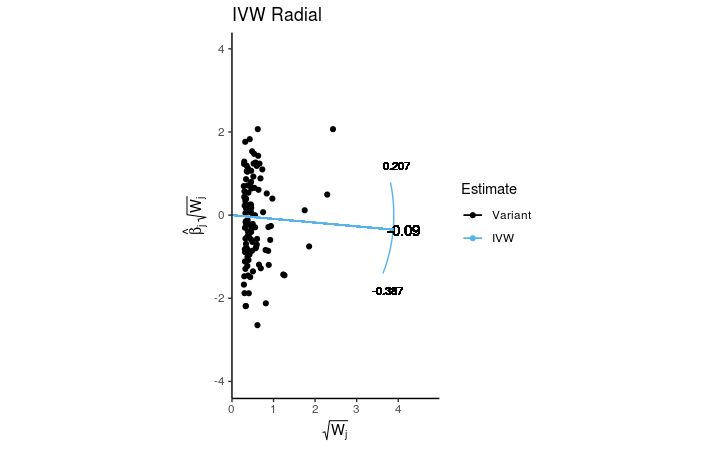 IVW Radial
4
2
0
-2
-4
β̂j√Wj
0.207
-0.09
-0.387
0 1 2 3 4
√Wj
Estimate
Variant
IVW